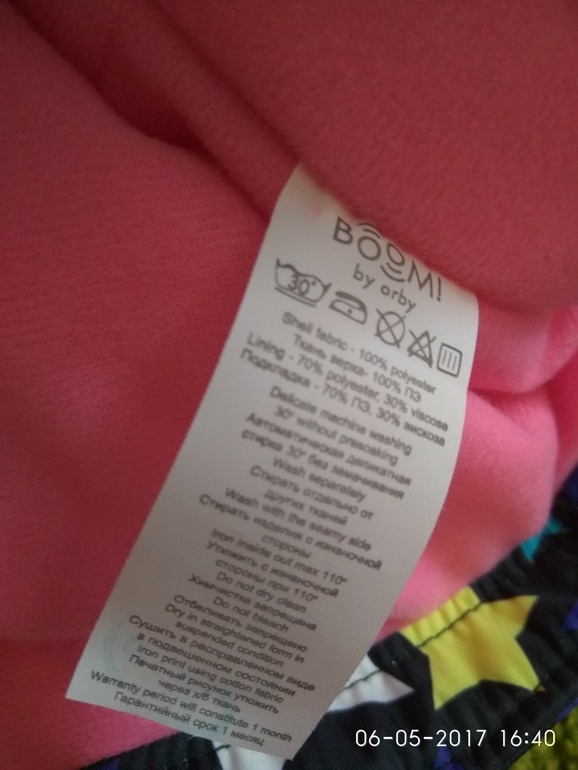 BOOM!
by orby
30°
Shell fabric - 100% polyester
Ткань верха- 100% ПЭ
Lining - 70% polyester, 30% viscose
Подкладка - 70% ПЭ, 30% вискоза
Delicate machine washing
30° without presoaking
Автоматическая деликатная
стирка 30° без замачивания
Wash separately
Стирать отдельно от
других тканей
Wash with the seamy side
Стирать изделия с изнаночной
стороны
Iron inside out max 110°
Утюжить с изнаночной
стороны при 110°
Do not dry clean
Химчистка запрещена
Do not bleach
Отбеливать запрещено
Dry in straightened form in
suspended condition
Сушить в расправленном виде
в подвешенном состоянии
Iron print using cotton fabric
Печатный рисунок утюжить
через х/б ткань
Warranty period will constitute 1 month
Гарантийный срок 1 месяц
06-05-2017 16:40